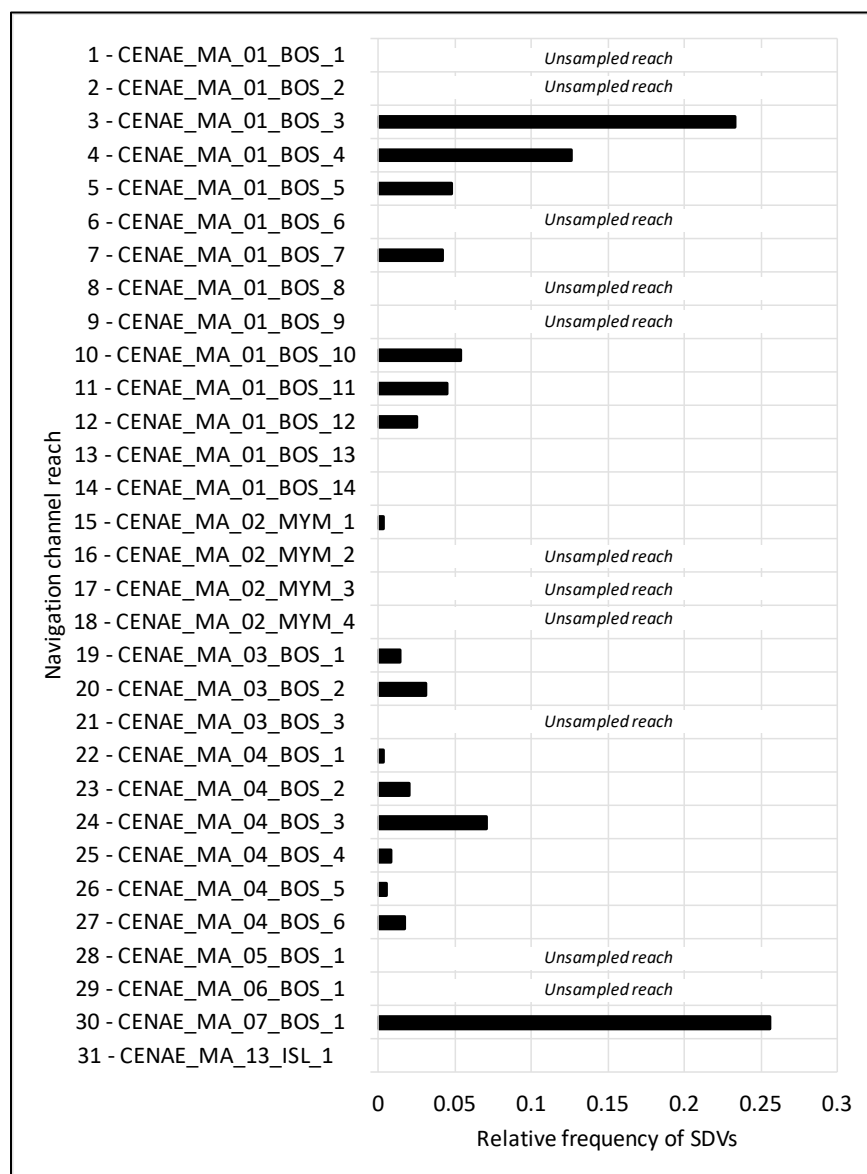 1 - CENAE_MA_01_BOS_1 Unsampled reach
2 - CENAE_MA_01_BOS_2 Unsampled reach
3 - CENAE_MA_01_BOS_3
4 - CENAE_MA_01_BOS_4
5 - CENAE_MA_01_BOS_5
6 - CENAE_MA_01_BOS_6 Unsampled reach
7 - CENAE_MA_01_BOS_7
8 - CENAE_MA_01_BOS_8 Unsampled reach
9 - CENAE_MA_01_BOS_9 Unsampled reach
10 - CENAE_MA_01_BOS_10
11 - CENAE_MA_01_BOS_11
12 - CENAE_MA_01_BOS_12
13 - CENAE_MA_01_BOS_13
14 - CENAE_MA_01_BOS_14
15 - CENAE_MA_02_MYM_1
16 - CENAE_MA_02_MYM_2 Unsampled reach
17 - CENAE_MA_02_MYM_3 Unsampled reach
18 - CENAE_MA_02_MYM_4 Unsampled reach
19 - CENAE_MA_03_BOS_1
20 - CENAE_MA_03_BOS_2
21 - CENAE_MA_03_BOS_3 Unsampled reach
22 - CENAE_MA_04_BOS_1
23 - CENAE_MA_04_BOS_2
24 - CENAE_MA_04_BOS_3
25 - CENAE_MA_04_BOS_4
26 - CENAE_MA_04_BOS_5
27 - CENAE_MA_04_BOS_6
28 - CENAE_MA_05_BOS_1 Unsampled reach
29 - CENAE_MA_06_BOS_1 Unsampled reach
30 - CENAE_MA_07_BOS_1
31 - CENAE_MA_13_ISL_1
Navigation channel reach
0 0.05 0.1 0.15 0.2 0.25 0.3
Relative frequency of SDVs